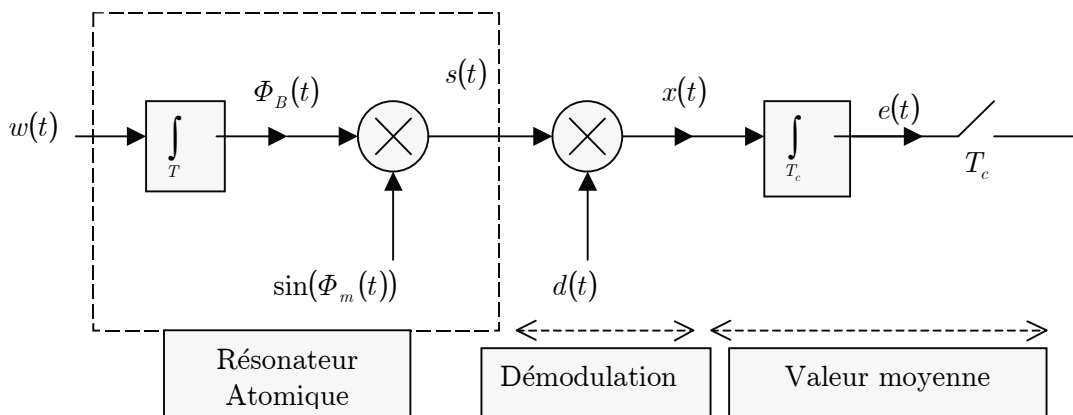 s(t)
Φ_B(t)
x(t)
e(t)
w(t)
∫
T
∫
T_c
T_c
sin(Φ_m(t))
d(t)
Résonateur
Atomique
Démodulation
Valeur moyenne